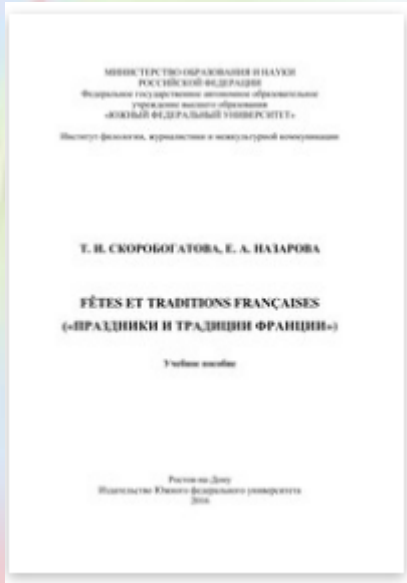 МИНИСТЕРСТВО ОБРАЗОВАНИЯ И НАУКИ
РОССИЙСКОЙ ФЕДЕРАЦИИ
Федеральное государственное автономное образовательное
учреждение высшего образования
«ЮЖНЫЙ ФЕДЕРАЛЬНЫЙ УНИВЕРСИТЕТ»
Институт филологии, журналистики и межкультурной коммуникации
Т. И. СКОРОБОГАТОВА, Е. А. НАЗАРОВА
FÊTES ET TRADITIONS FRANÇAISES
(«ПРАЗДНИКИ И ТРАДИЦИИ ФРАНЦИИ»)
Учебное пособие
Ростов-на-Дону
Издательство Южного федерального университета
2016